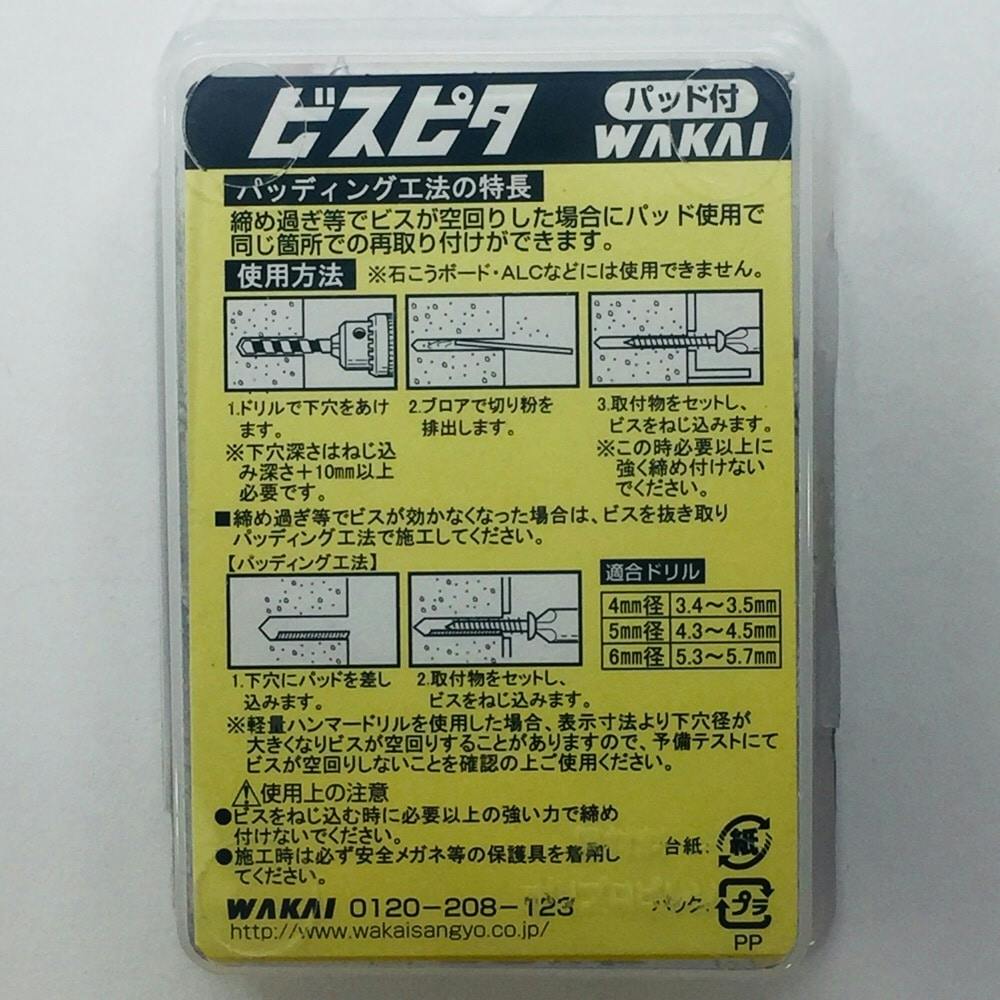 ビスピタ
パッド付
WAKAI
パッディング工法の特長
締め過ぎ等でビスが空回りした場合にパッド使用で
同じ箇所での再取り付けができます。
使用方法 ※石こうボード・ALCなどには使用できません。
1.ドリルで下穴をあけ
ます。
※下穴深さはねじ込
み深さ+10mm以上
必要です。
2.ブロアで切り粉を
排出します。
3.取付物をセットし、
ビスをねじ込みます。
※この時必要以上に
強く締め付けない
でください。
■締め過ぎ等でビスが効かなくなった場合は、ビスを抜き取り
パッディング工法で施工してください。
【パッディング工法】
1.下穴にパッドを差し
込みます。
2.取付物をセットし、
ビスをねじ込みます。
適合ドリル
4mm径 3.4～3.5mm
5mm径 4.3～4.5mm
6mm径 5.3～5.7mm
※軽量ハンマードリルを使用した場合、表示寸法より下穴径が
大きくなりビスが空回りすることがありますので、予備テストにて
ビスが空回りしないことを確認の上ご使用ください。
⚠使用上の注意
●ビスをねじ込む時に必要以上の強い力で締め
付けないでください。
●施工時は必ず安全メガネ等の保護具を着用し
てください。
台紙: 紙
パック: プラ
PP
WAKAI 0120-208-123
http://www.wakaisangyo.co.jp/